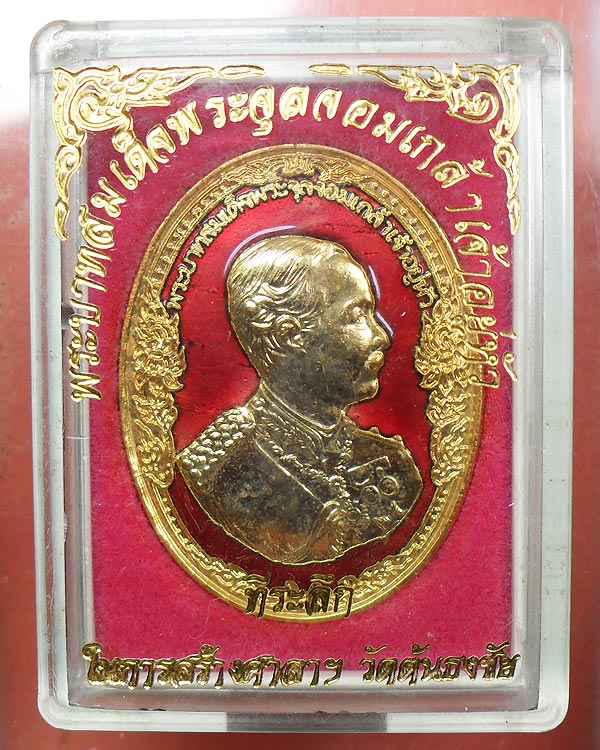 พระบาทสมเด็จพระจุลจอมเกล้าเจ้าอยู่หัว
พระบาทสมเด็จพระจุลจอมเกล้าเจ้าอยู่หัว
ที่ระลึก
ในการสร้างศาลาฯ วัดต้นธงชัย